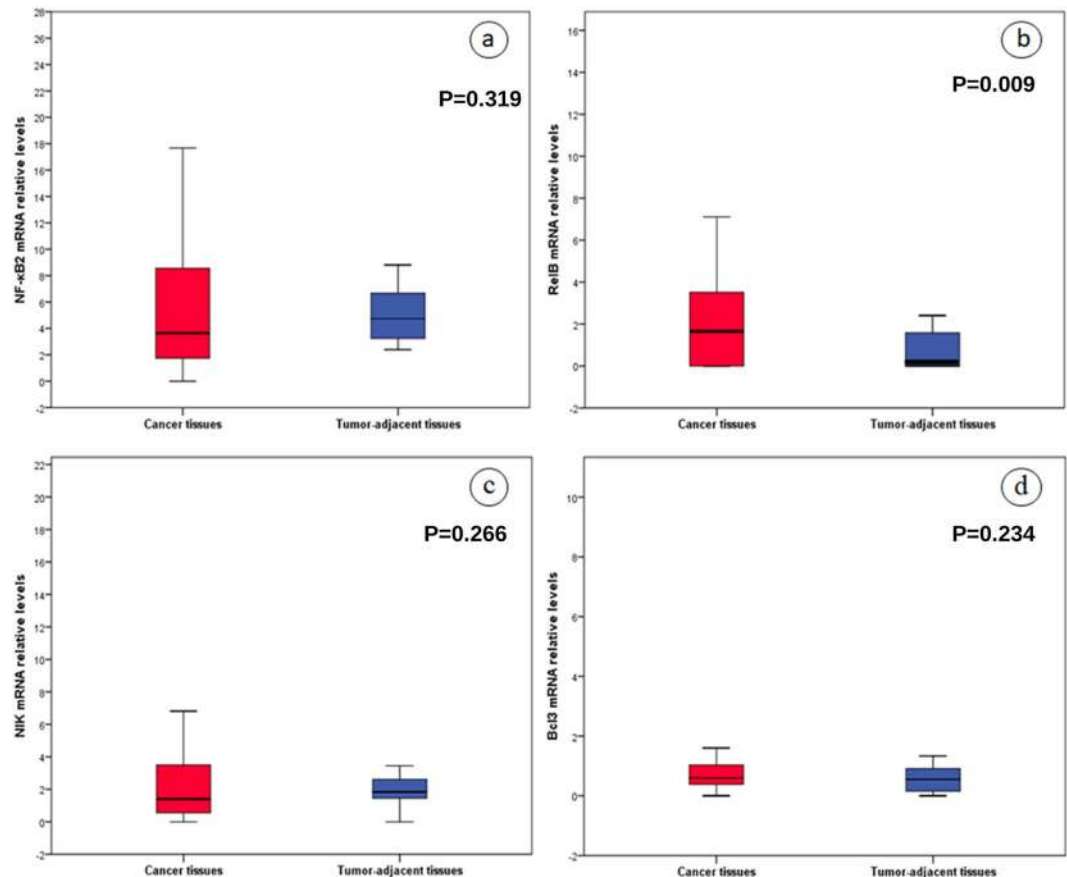 a
P=0.319
NF-κB2 mRNA relative levels
28
26
24
22
20
18
16
14
12
10
8
6
4
2
0
-2
Cancer tissues
Tumor-adjacent tissues
b
P=0.009
RelB mRNA relative levels
16
14
12
10
8
6
4
2
0
-2
Cancer tissues
Tumor-adjacent tissues
c
P=0.266
NIK mRNA relative levels
22
20
18
16
14
12
10
8
6
4
2
0
-2
Cancer tissues
Tumor-adjacent tissues
d
P=0.234
Bcl3 mRNA relative levels
10
8
6
4
2
0
-2
Cancer tissues
Tumor-adjacent tissues